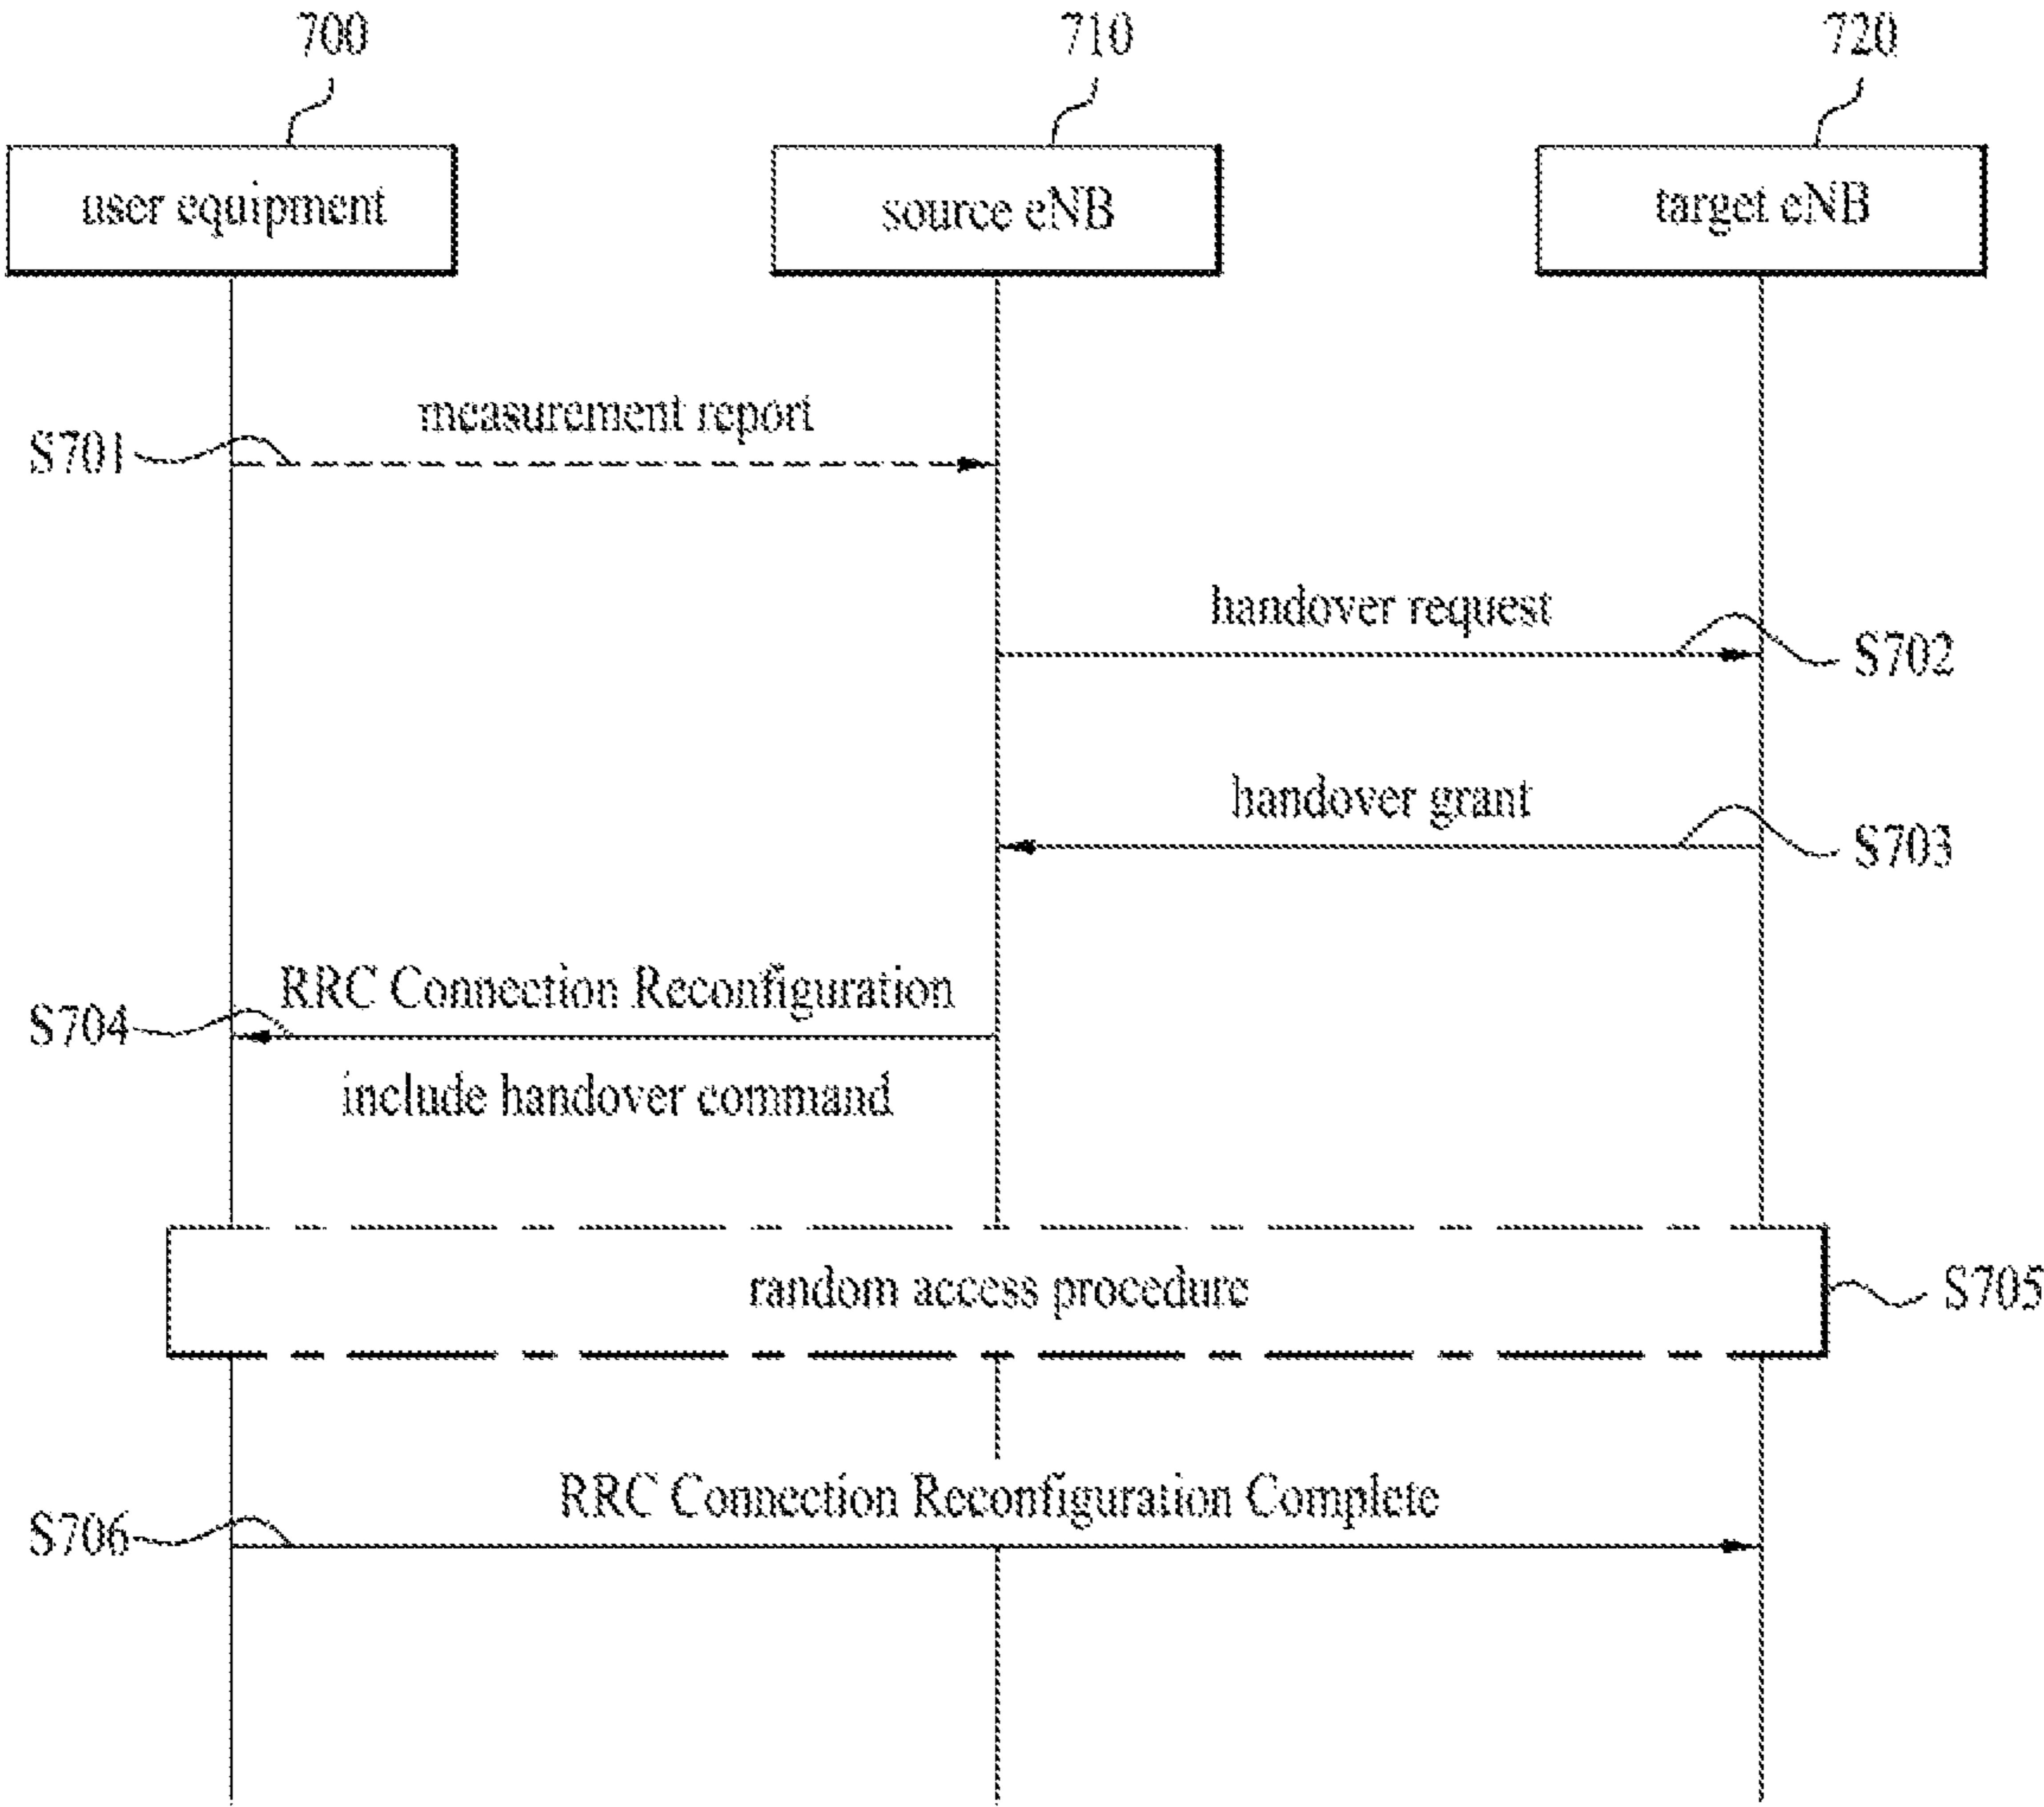 700
710
720
user equipment
source eNB
target eNB
measurement report
S701
handover request
S702
handover grant
S703
RRC Connection Reconfiguration
S704
include handover command
random access procedure
S705
RRC Connection Reconfiguration Complete
S706